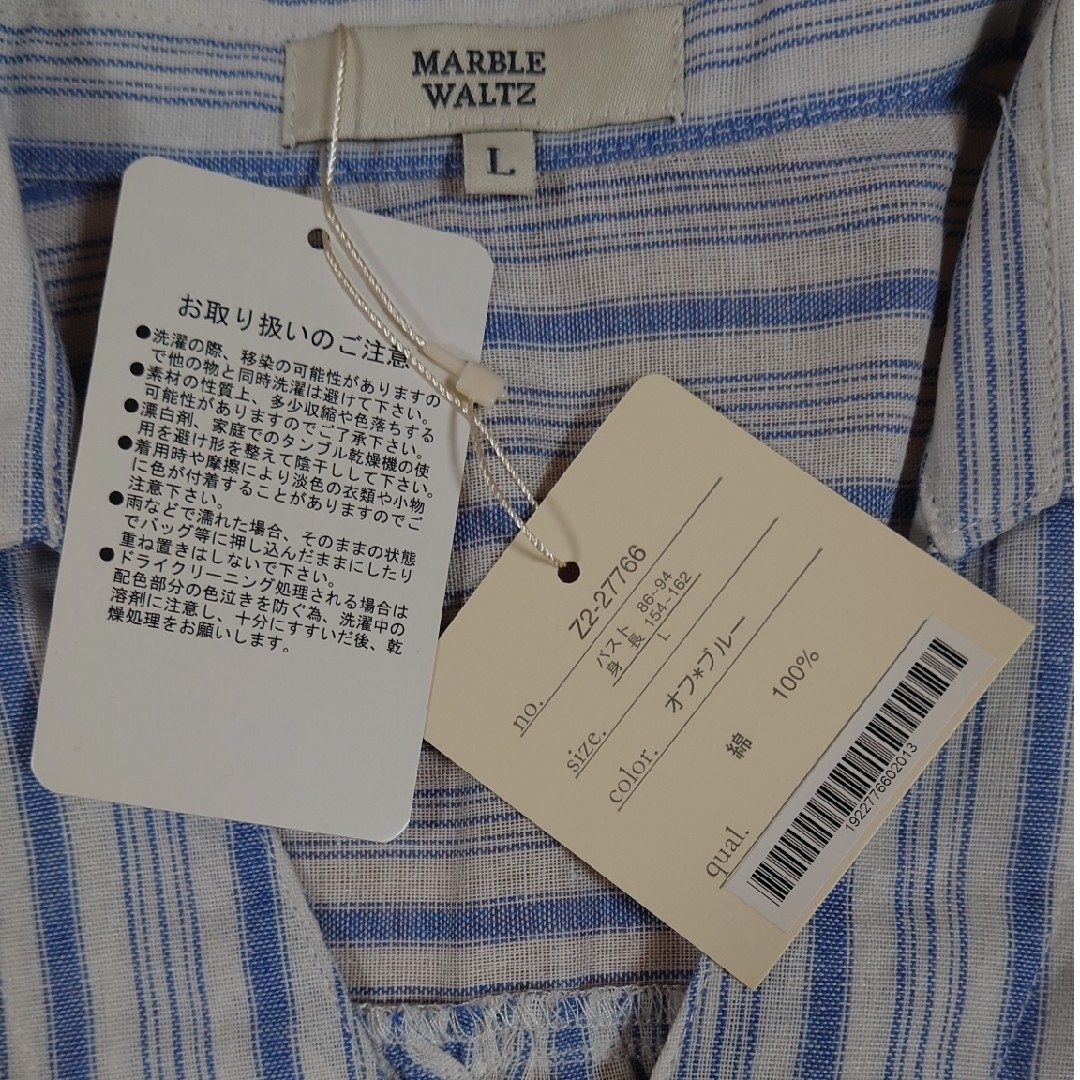 MARBLE
WALTZ
L
お取り扱いのご注意
●洗濯の際、移染の可能性がありますの
で他の物と同時洗濯は避けて下さい。
●素材の性質上、多少収縮や色落ちする
可能性がありますのでご了承下さい。
●漂白剤、家庭でのタンブル乾燥機の使
用を避け形を整えて陰干しして下さい。
●着用時や摩擦により淡色の衣類や小物
に色が付着することがありますのでご
注意下さい。
●雨などで濡れた場合、そのままの状態
でバッグ等に押し込んだままにしたり
重ね置きはしないで下さい。
●ドライクリーニング処理される場合は
配色部分の色泣きを防ぐ為、洗濯中の
溶剤に注意し、十分にすすいだ後、乾
燥処理をお願いします。
no. Z2-27766
バスト 86-94
身長 154-162
size. L
color. オフ*ブルー
qual. 綿 100%
1922776602013